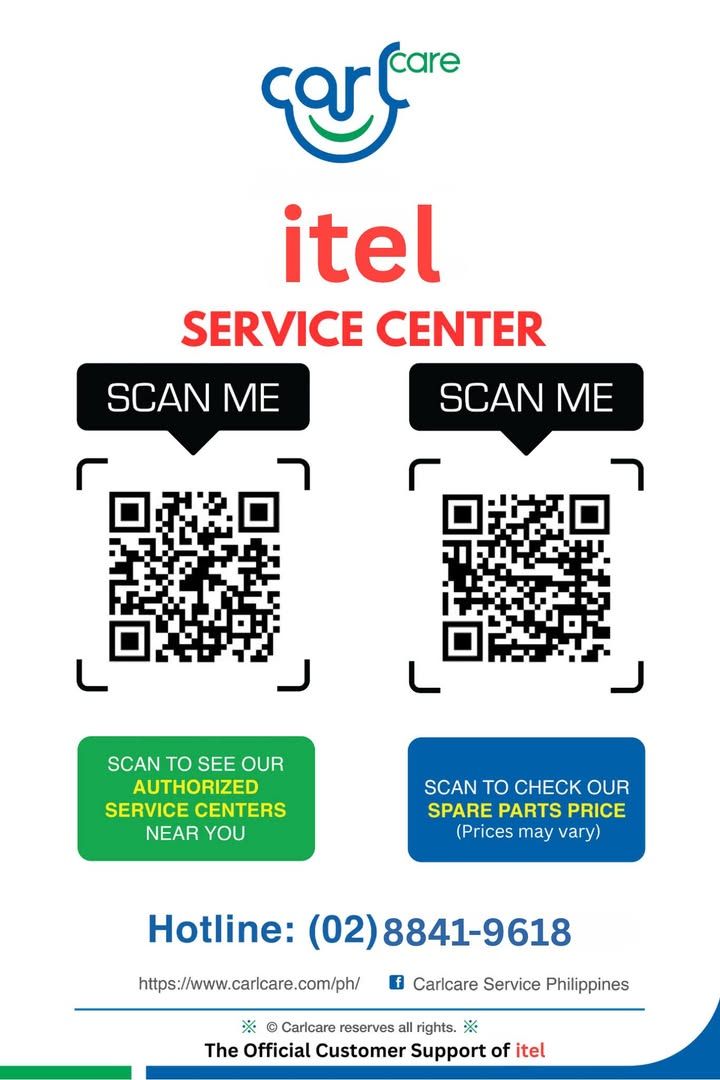 carlcare
itel
SERVICE CENTER
SCAN ME
SCAN ME
SCAN TO SEE OUR
AUTHORIZED
SERVICE CENTERS
NEAR YOU
SCAN TO CHECK OUR
SPARE PARTS PRICE
(Prices may vary)
Hotline: (02) 8841-9618
https://www.carlcare.com/ph/
f Carlcare Service Philippines
※ © Carlcare reserves all rights. ※
The Official Customer Support of itel